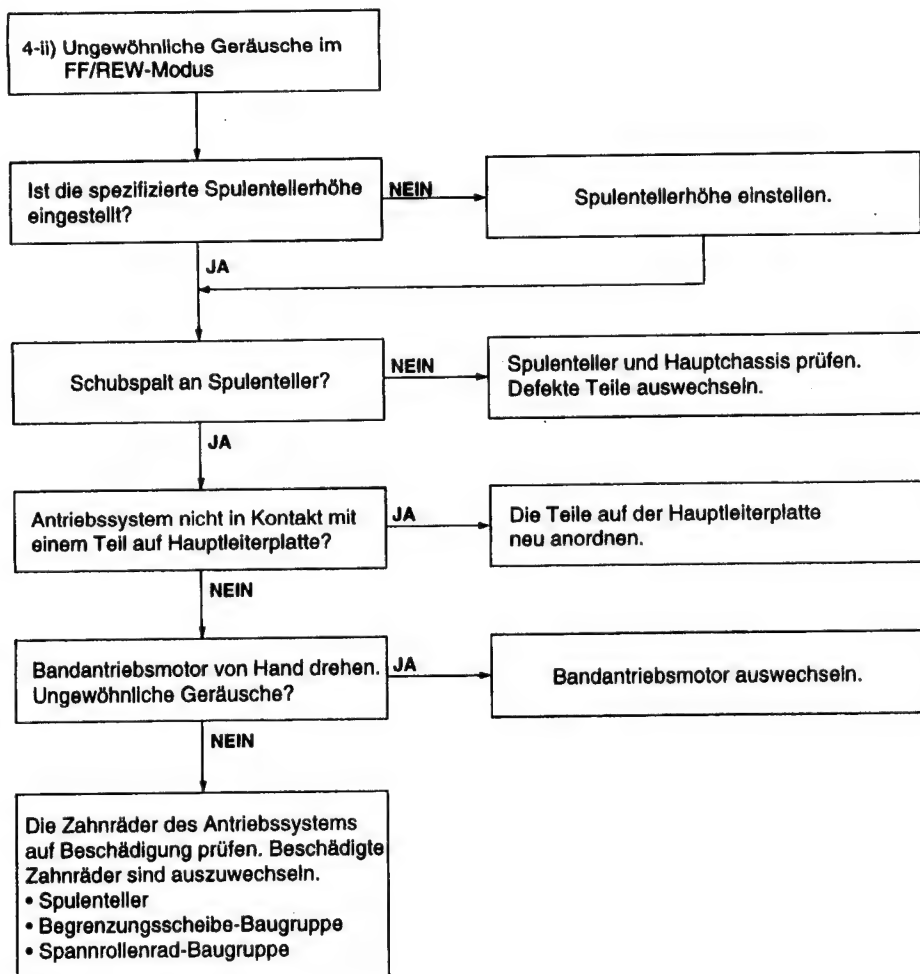 4-ii) Ungewöhnliche Geräusche im
FF/REW-Modus
Ist die spezifizierte Spulentellerhöhe
eingestellt?
NEIN
Spulentellerhöhe einstellen.
JA
Schubspalt an Spulenteller?
NEIN
Spulenteller und Hauptchassis prüfen.
Defekte Teile auswechseln.
JA
Antriebssystem nicht in Kontakt mit
einem Teil auf Hauptleiterplatte?
JA
Die Teile auf der Hauptleiterplatte
neu anordnen.
NEIN
Bandantriebsmotor von Hand drehen.
Ungewöhnliche Geräusche?
JA
Bandantriebsmotor auswechseln.
NEIN
Die Zahnräder des Antriebssystems
auf Beschädigung prüfen. Beschädigte
Zahnräder sind auszuwechseln.
• Spulenteller
• Begrenzungsscheibe-Baugruppe
• Spannrollenrad-Baugruppe